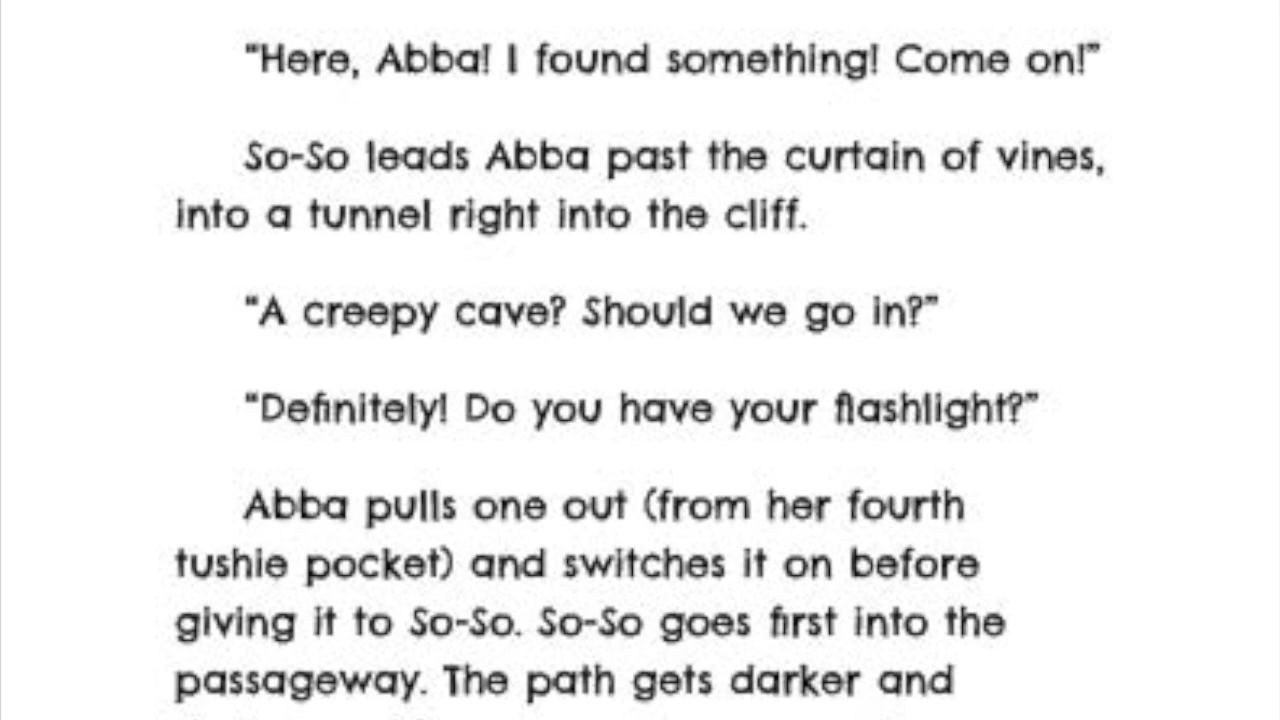 “Here, Abba! I found something! Come on!”
So-So leads Abba past the curtain of vines,
into a tunnel right into the cliff.
“A creepy cave? Should we go in?”
“Definitely! Do you have your flashlight?”
Abba pulls one out (from her fourth
tushie pocket) and switches it on before
giving it to So-So. So-So goes first into the
passageway. The path gets darker and